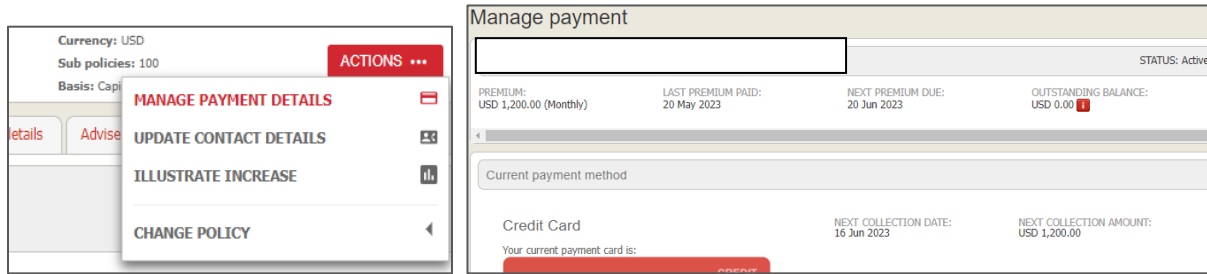 Currency: USD
Sub policies: 100
Basis: Capi
ACTIONS •••
MANAGE PAYMENT DETAILS
UPDATE CONTACT DETAILS
ILLUSTRATE INCREASE
CHANGE POLICY
letails
Advise
Manage payment
STATUS: Active
PREMIUM:
USD 1,200.00 (Monthly)
LAST PREMIUM PAID:
20 May 2023
NEXT PREMIUM DUE:
20 Jun 2023
OUTSTANDING BALANCE:
USD 0.00 i
Current payment method
Credit Card
Your current payment card is:
CREDIT
NEXT COLLECTION DATE:
16 Jun 2023
NEXT COLLECTION AMOUNT:
USD 1,200.00